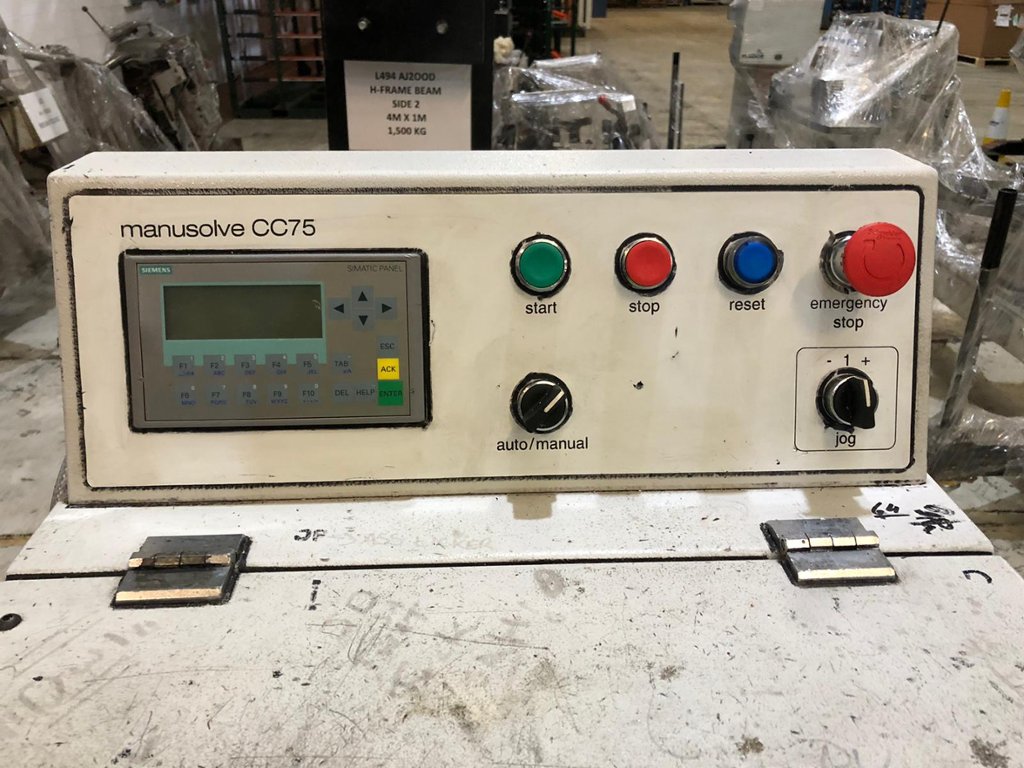 L494 AJ2OOD
H-FRAME BEAM
SIDE 2
4M X 1M
1,500 KG
manusolve CC75
SIEMENS
SIMATIC PANEL
ESC
F1 F2 F3 F4 F5 TAB
ACK
F6 F7 F8 F9 F10 DEL HELP ENTER
start
stop
reset
emergency
stop
auto/manual
- 1 +
jog